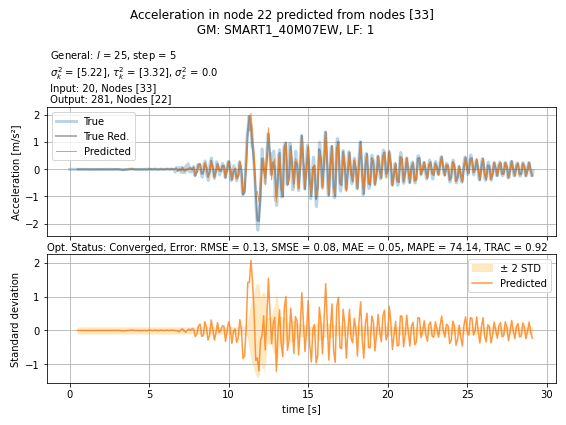 Acceleration in node 22 predicted from nodes [33]
GM: SMART1_40M07EW, LF: 1
General: l = 25, step = 5
σ²ₖ = [5.22], τ²ₖ = [3.32], σ²ε = 0.0
Input: 20, Nodes [33]
Output: 281, Nodes [22]
Acceleration [m/s²]
2
1
0
−1
−2
True
True Red.
Predicted
Opt. Status: Converged, Error: RMSE = 0.13, SMSE = 0.08, MAE = 0.05, MAPE = 74.14, TRAC = 0.92
Standard deviation
2
1
0
−1
± 2 STD
Predicted
0 5 10 15 20 25 30
time [s]